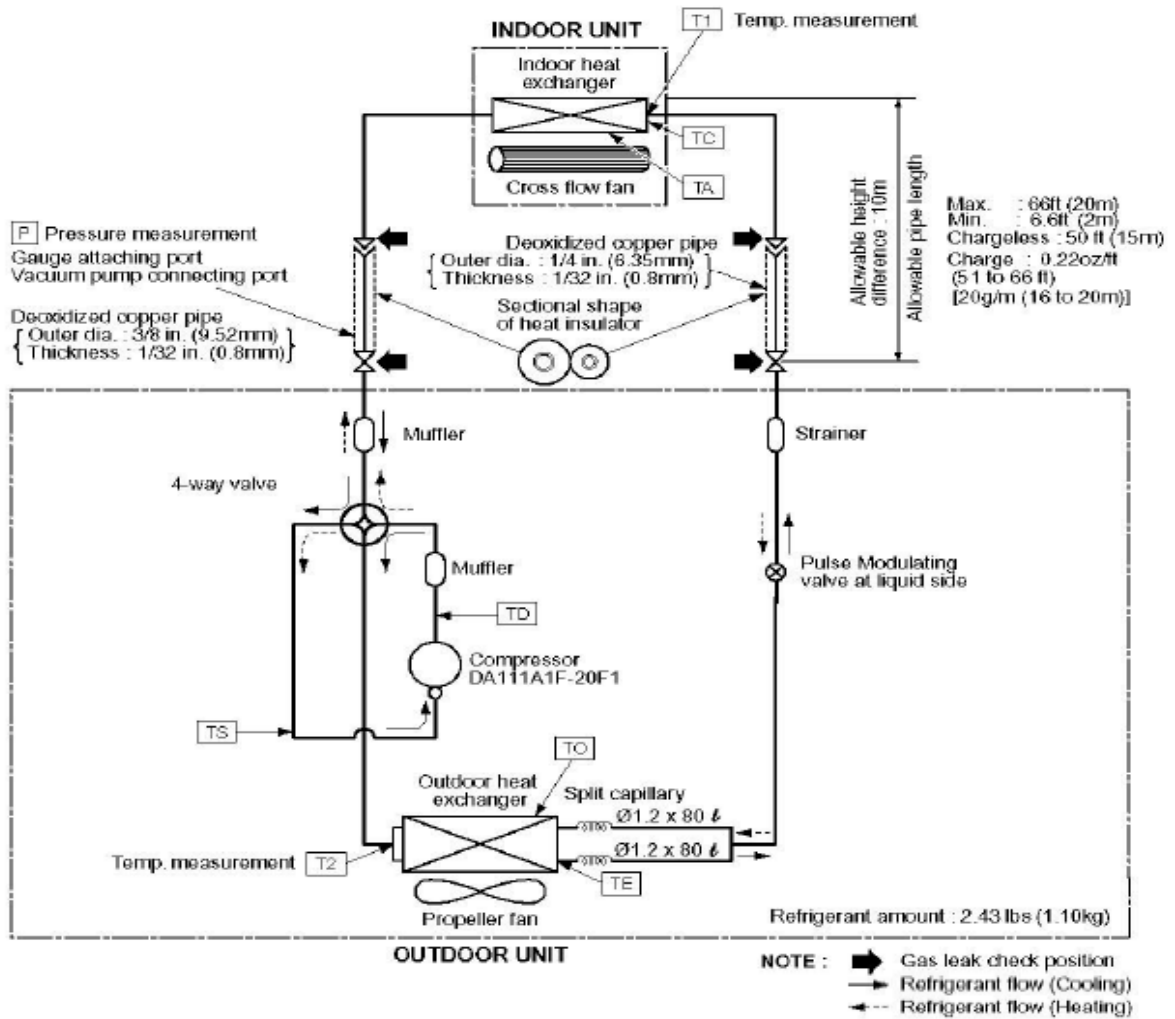 T1 Temp. measurement
INDOOR UNIT
Indoor heat
exchanger
TC
TA
Cross flow fan
P Pressure measurement
Gauge attaching port
Vacuum pump connecting port
Deoxidized copper pipe
Outer dia. : 3/8 in. (9.52mm)
Thickness : 1/32 in. (0.8mm)
Deoxidized copper pipe
Outer dia. : 1/4 in. (6.35mm)
Thickness : 1/32 in. (0.8mm)
Sectional shape
of heat insulator
Allowable height
difference : 10m
Allowable pipe length
Max. : 66ft (20m)
Min. : 6.6ft (2m)
Chargeless : 50 ft (15m)
Charge : 0.22oz/ft
(51 to 66 ft)
[20g/m (16 to 20m)]
Muffler
Strainer
4-way valve
Muffler
Pulse Modulating
valve at liquid side
TD
Compressor
DA111A1F-20F1
TS
TO
Outdoor heat
exchanger
Split capillary
Ø1.2 x 80 ℓ
Ø1.2 x 80 ℓ
Temp. measurement T2
TE
Propeller fan
Refrigerant amount : 2.43 lbs (1.10kg)
OUTDOOR UNIT
NOTE :
Gas leak check position
Refrigerant flow (Cooling)
Refrigerant flow (Heating)